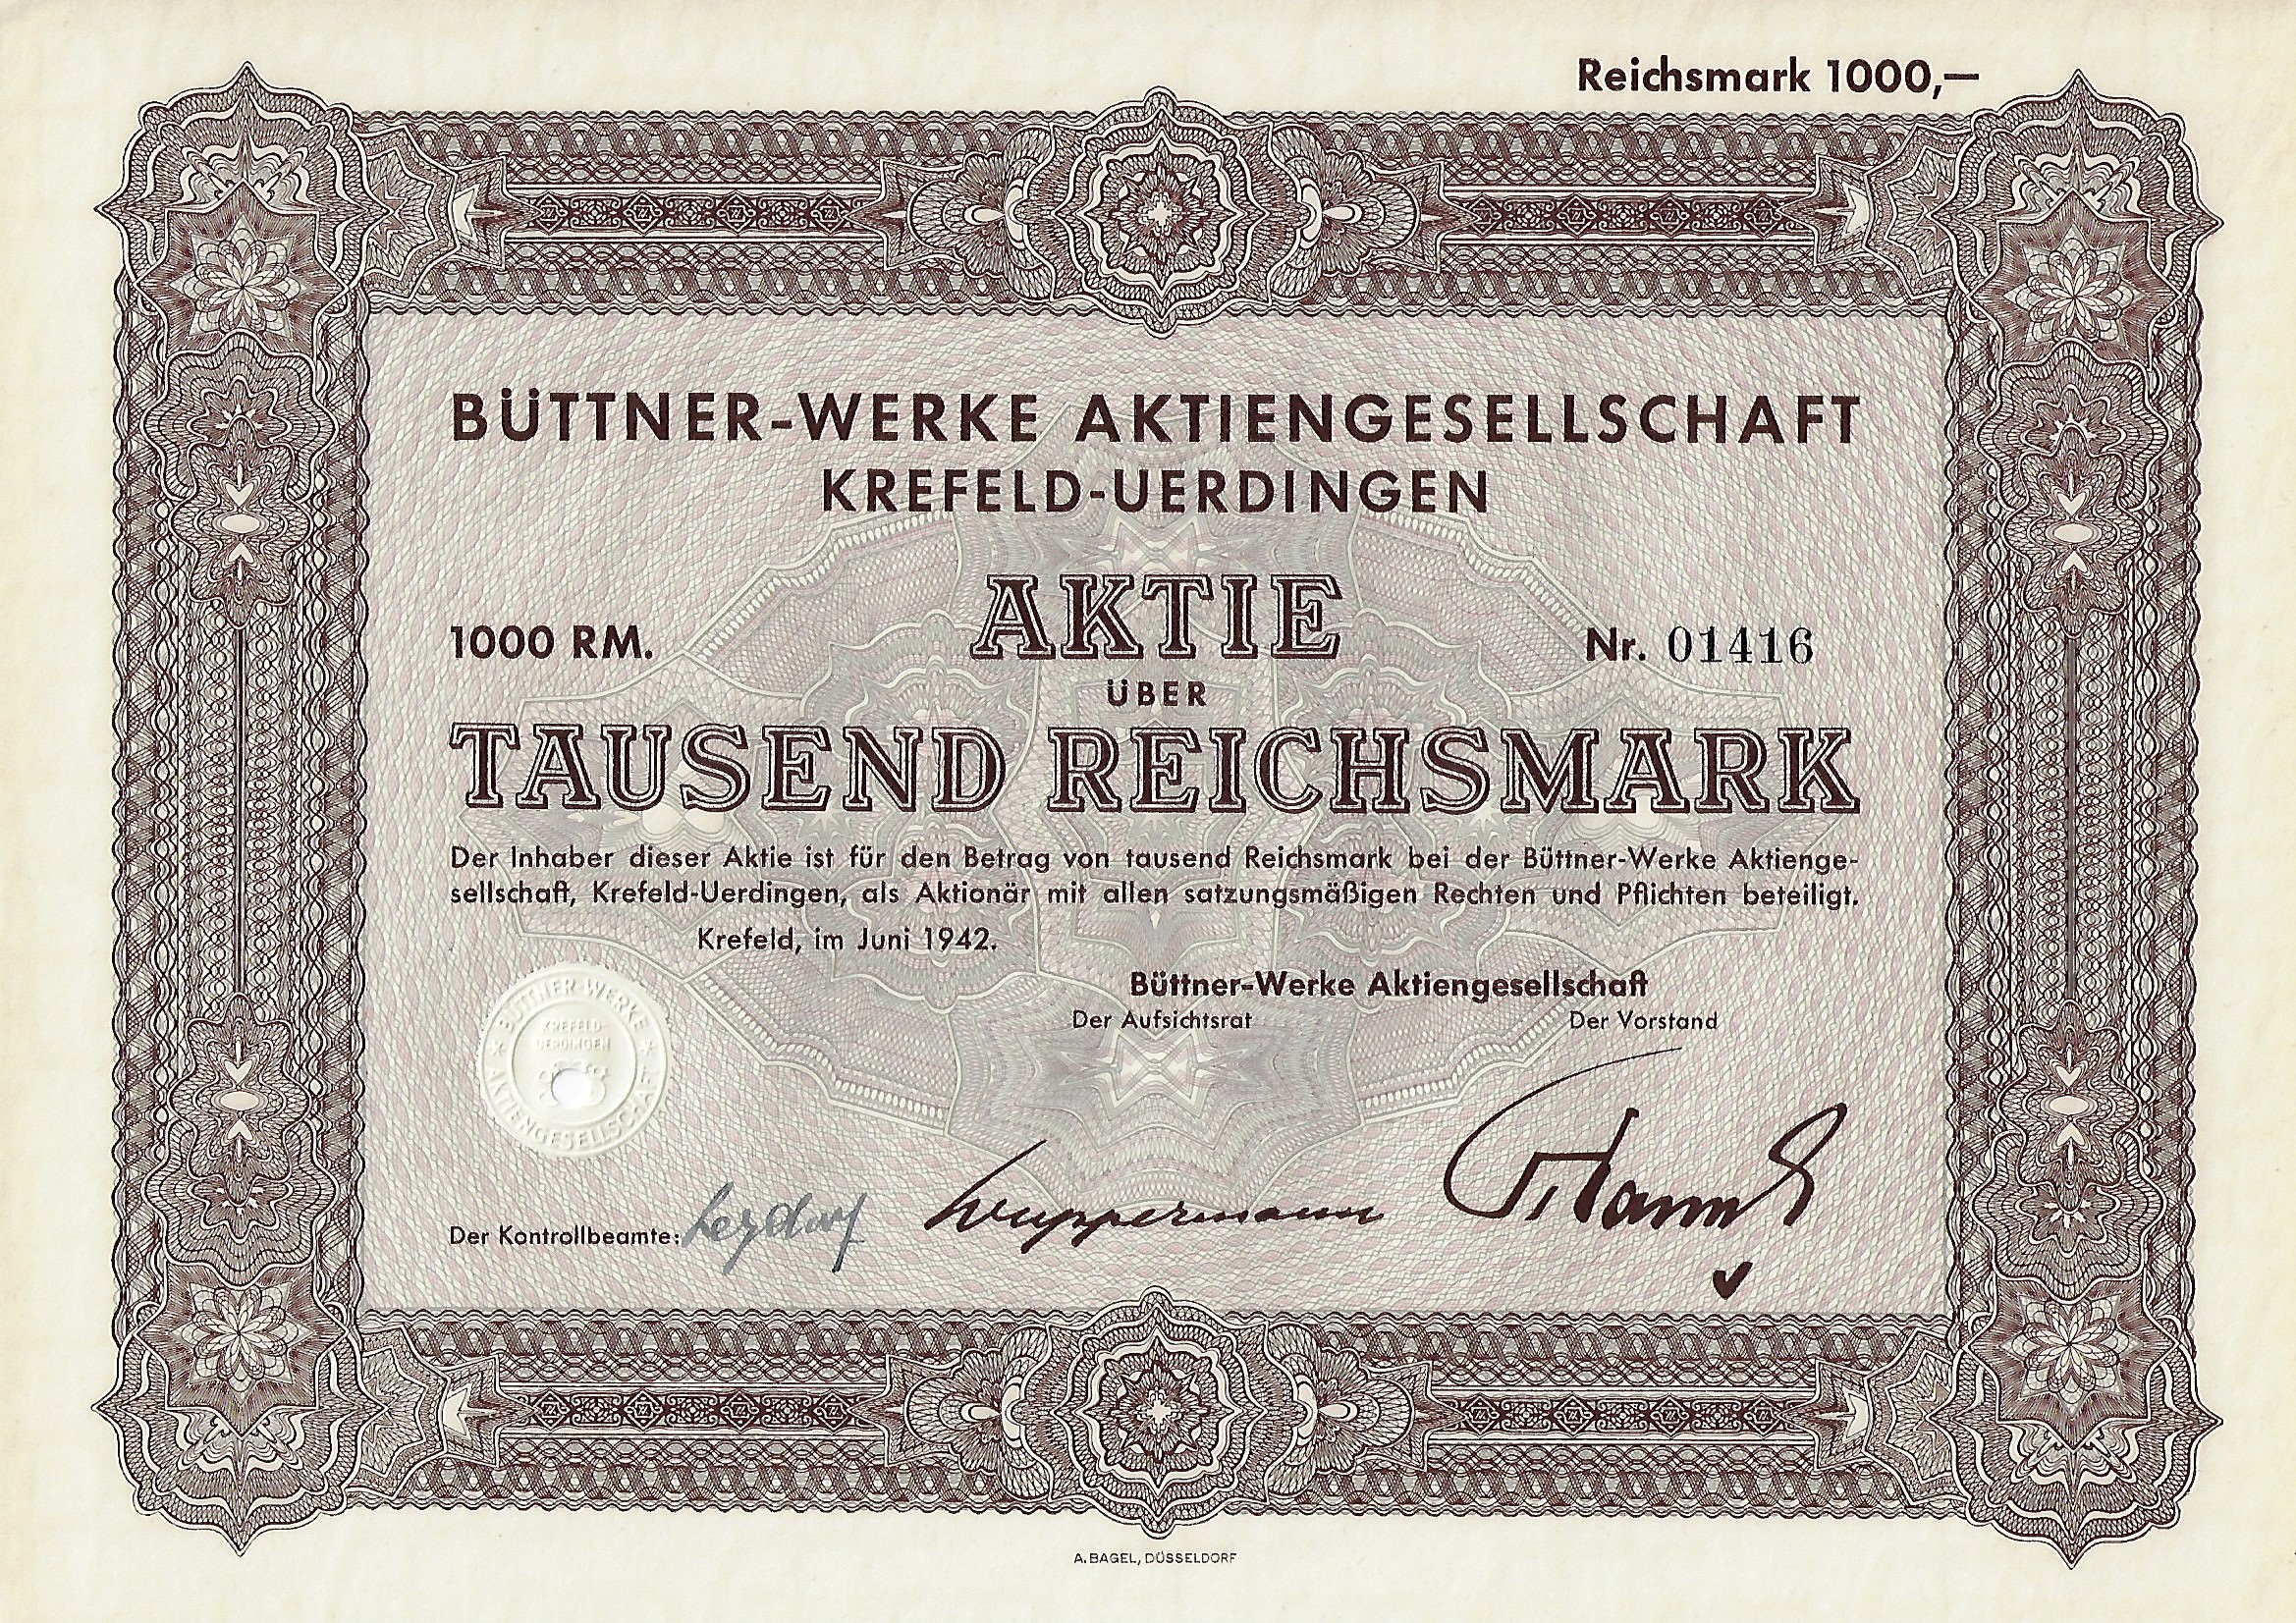 Reichsmark 1000,—
BÜTTNER-WERKE AKTIENGESELLSCHAFT
KREFELD-UERDINGEN
AKTIE
1000 RM.
Nr. 01416
ÜBER
TAUSEND REICHSMARK
Der Inhaber dieser Aktie ist für den Betrag von tausend Reichsmark bei der Büttner-Werke Aktienge-
sellschaft, Krefeld-Uerdingen, als Aktionär mit allen satzungsmäßigen Rechten und Pflichten beteiligt.
Krefeld, im Juni 1942.
Büttner-Werke Aktiengesellschaft
Der Aufsichtsrat
Der Vorstand
* BÜTTNER-WERKE *
AKTIENGESELLSCHAFT
KREFELD-
UERDINGEN
Der Kontrollbeamte:
Wuppermann
A. BAGEL, DÜSSELDORF